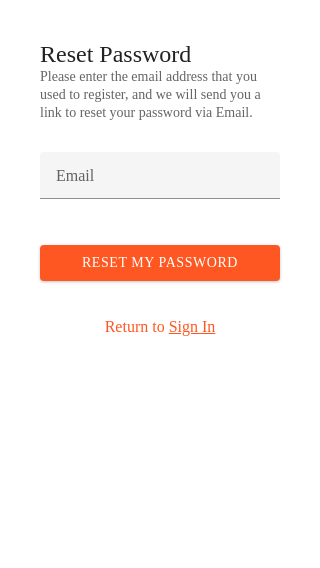 Reset Password
Please enter the email address that you
used to register, and we will send you a
link to reset your password via Email.
Email
RESET MY PASSWORD
Return to Sign In